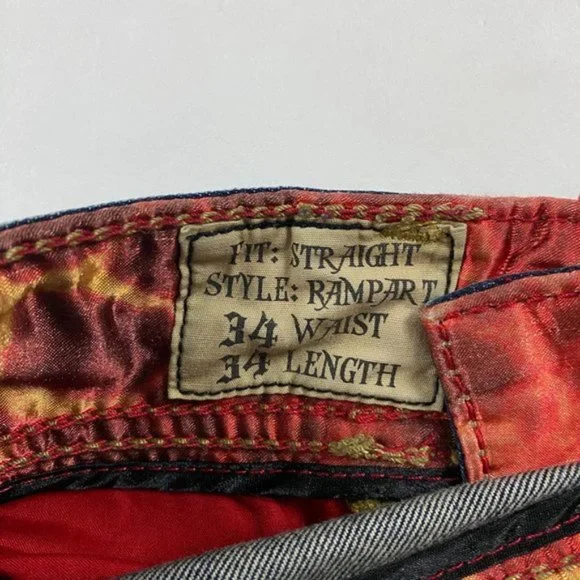 FIT: STRAIGHT
STYLE: RAMPART
34 WAIST
34 LENGTH